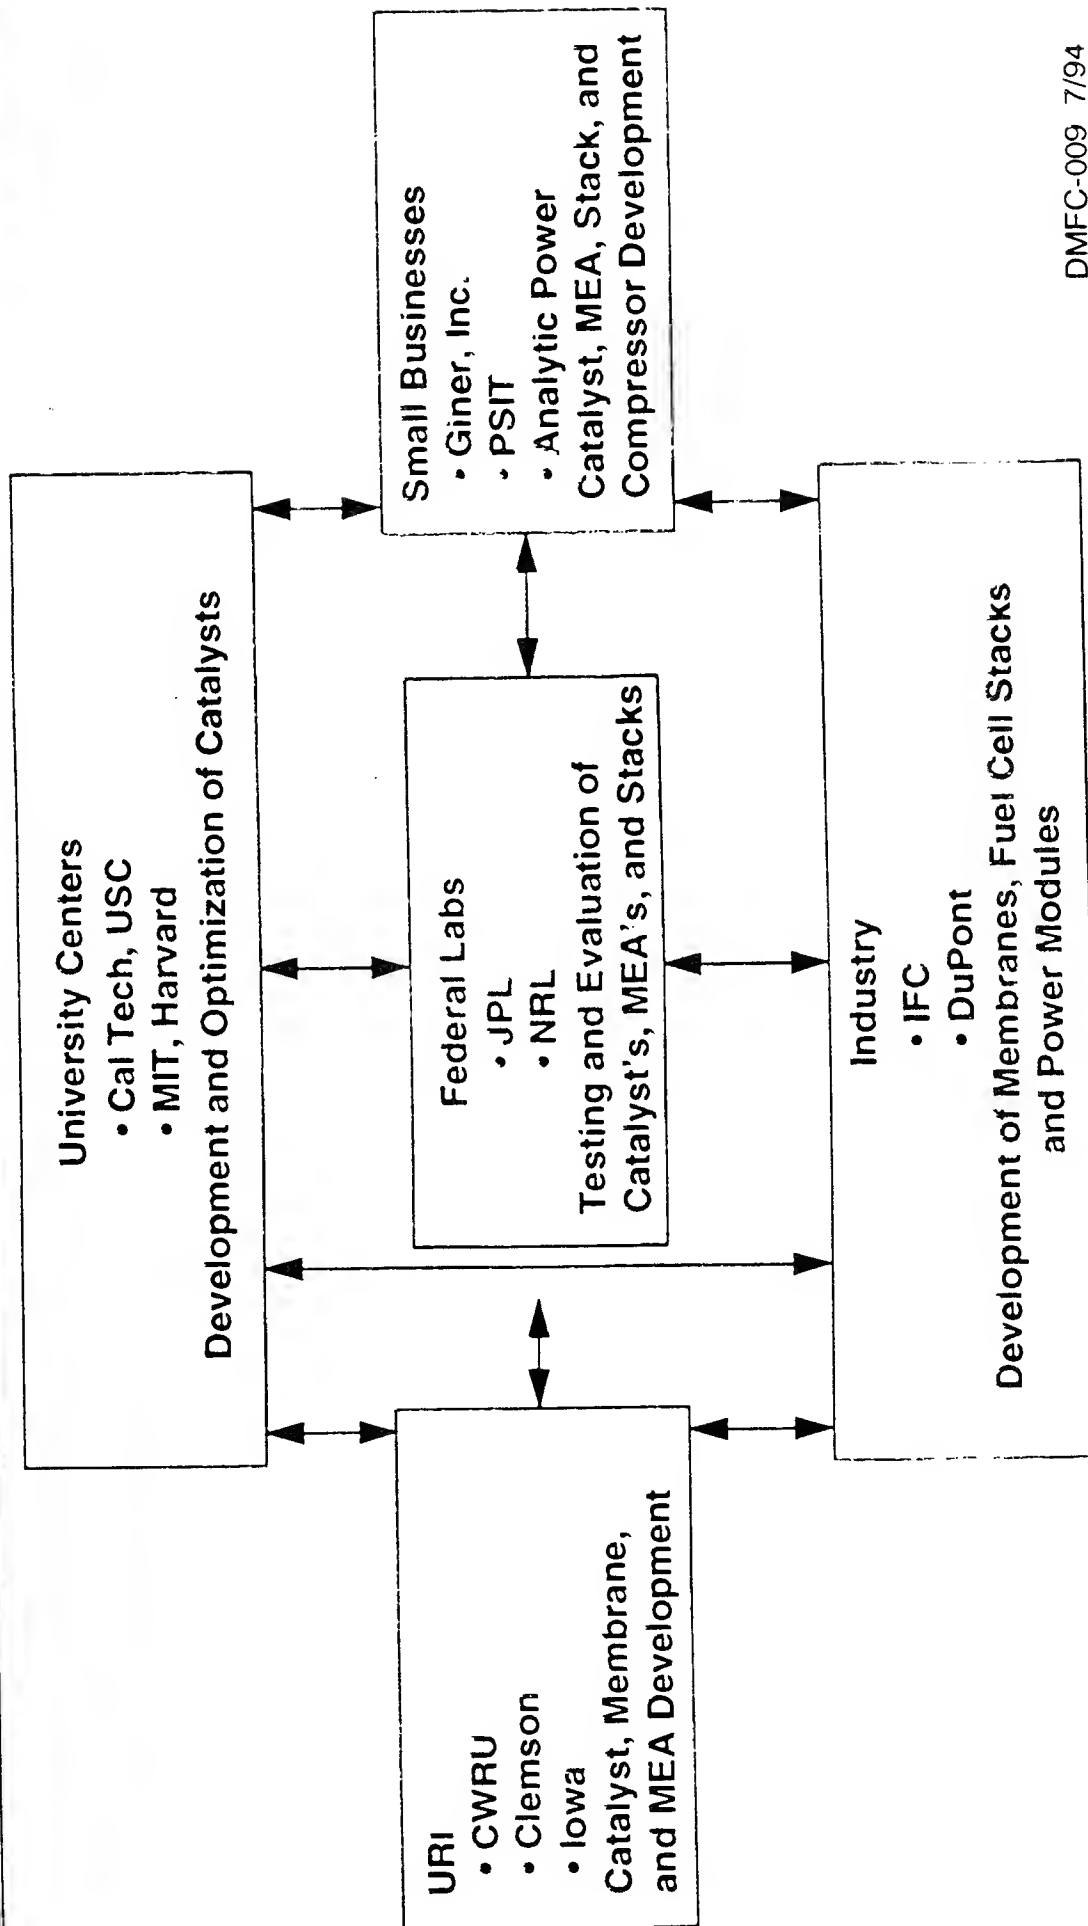 University Centers
• Cal Tech, USC
• MIT, Harvard
Development and Optimization of Catalysts
URI
• CWRU
• Clemson
• Iowa
Catalyst, Membrane,
and MEA Development
Federal Labs
• JPL
• NRL
Testing and Evaluation of
Catalyst's, MEA's, and Stacks
Small Businesses
• Giner, Inc.
• PSIT
• Analytic Power
Catalyst, MEA, Stack, and
Compressor Development
Industry
• IFC
• DuPont
Development of Membranes, Fuel Cell Stacks
and Power Modules
DMFC-009 7/94